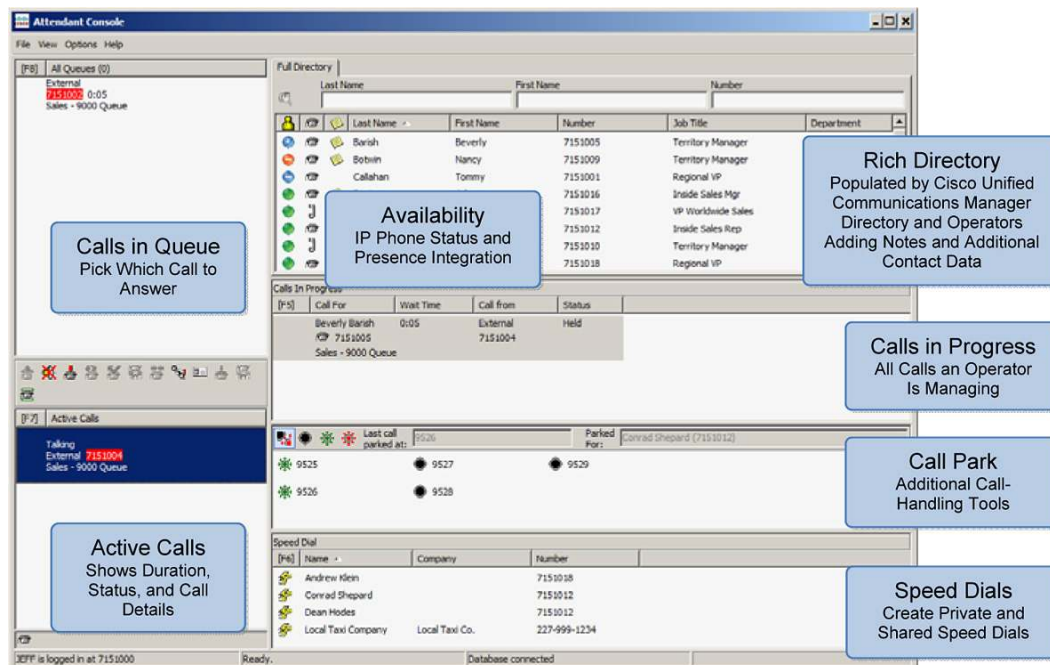 Attendant Console
File View Options Help
[F8] All Queues (0)
External
7151002 0:05
Sales - 9000 Queue
Calls in Queue
Pick Which Call to
Answer
[F7] Active Calls
Talking
External 7151004
Sales - 9000 Queue
Active Calls
Shows Duration,
Status, and Call
Details
Full Directory
Last Name First Name Number
Last Name First Name Number Job Title Department
Barish Beverly 7151005 Territory Manager
Botwin Nancy 7151009 Territory Manager
Callahan Tommy 7151001 Regional VP
7151016 Inside Sales Mgr
7151017 VP Worldwide Sales
7151012 Inside Sales Rep
7151010 Territory Manager
7151018 Regional VP
Availability
IP Phone Status and
Presence Integration
Rich Directory
Populated by Cisco Unified
Communications Manager
Directory and Operators
Adding Notes and Additional
Contact Data
Calls In Progress
[F5] Call For Wait Time Call from Status
Beverly Barish 0:05 External Held
7151005 7151004
Sales - 9000 Queue
Calls in Progress
All Calls an Operator
Is Managing
Last call parked at: 9526 Parked For: Conrad Shepard (7151012)
9525 9527 9529
9526 9528
Call Park
Additional Call-
Handling Tools
Speed Dial
[F6] Name Company Number
Andrew Klein 7151018
Conrad Shepard 7151012
Dean Hodes 7151012
Local Taxi Company Local Taxi Co. 227-999-1234
Speed Dials
Create Private and
Shared Speed Dials
JEFF is logged in at 7151000 Ready. Database connected